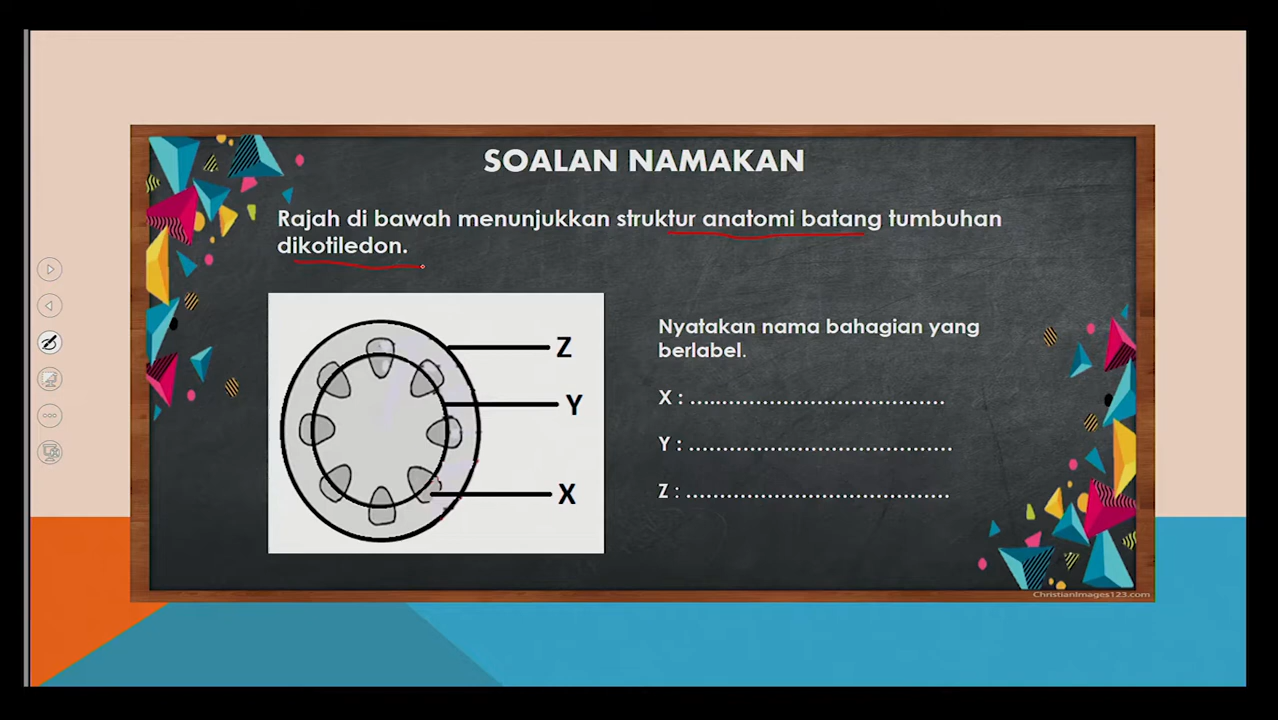 SOALAN NAMAKAN
Rajah di bawah menunjukkan struktur anatomi batang tumbuhan
dikotiledon.
Z
Y
X
Nyatakan nama bahagian yang
berlabel.
X : ........................................
Y : ........................................
Z : .......................................
ChristianImages123.com